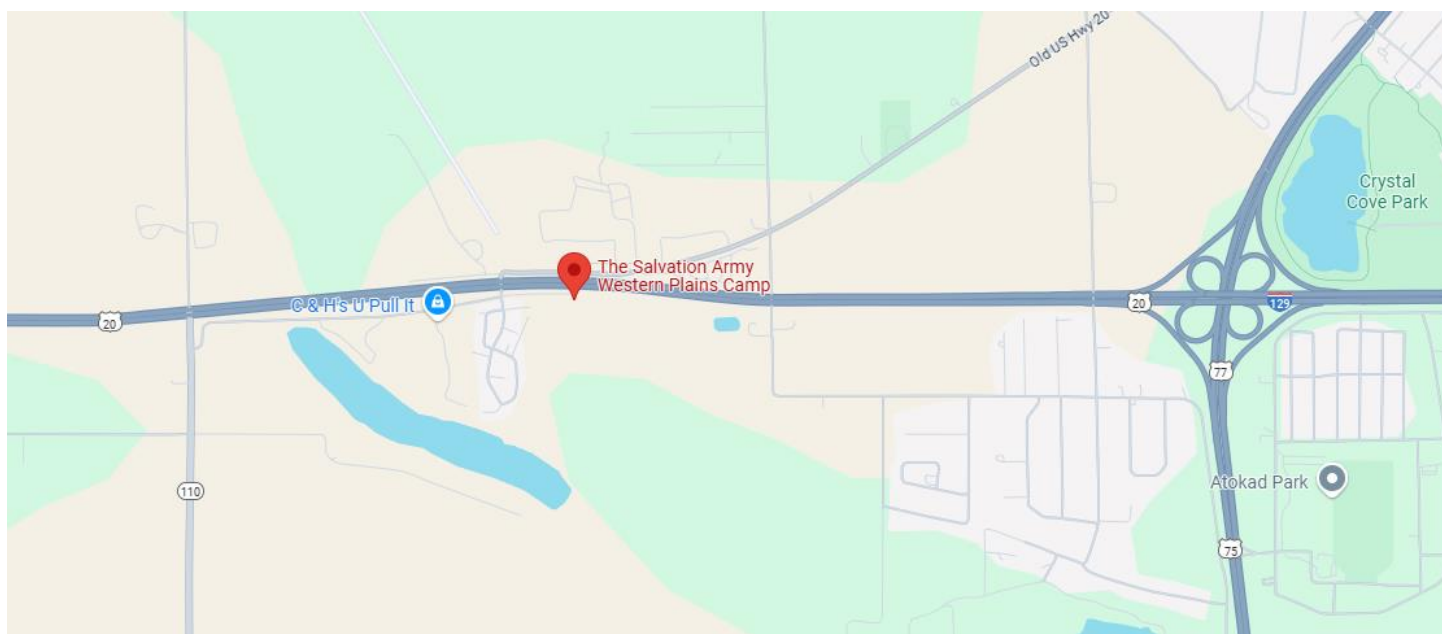 Old US Hwy 20
Crystal
Cove Park
The Salvation Army
Western Plains Camp
C & H's U Pull It
20
20
129
77
110
Atokad Park
75